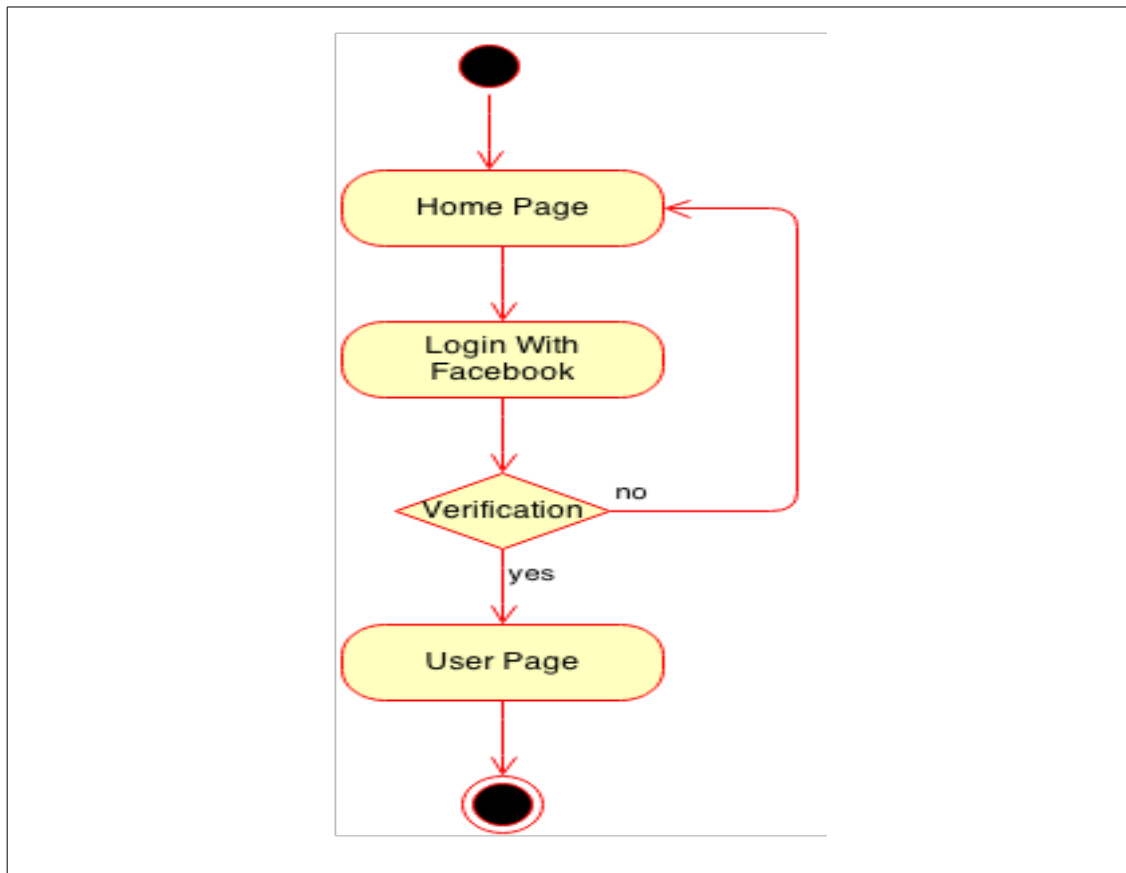 Home Page
Login With
Facebook
Verification
no
yes
User Page